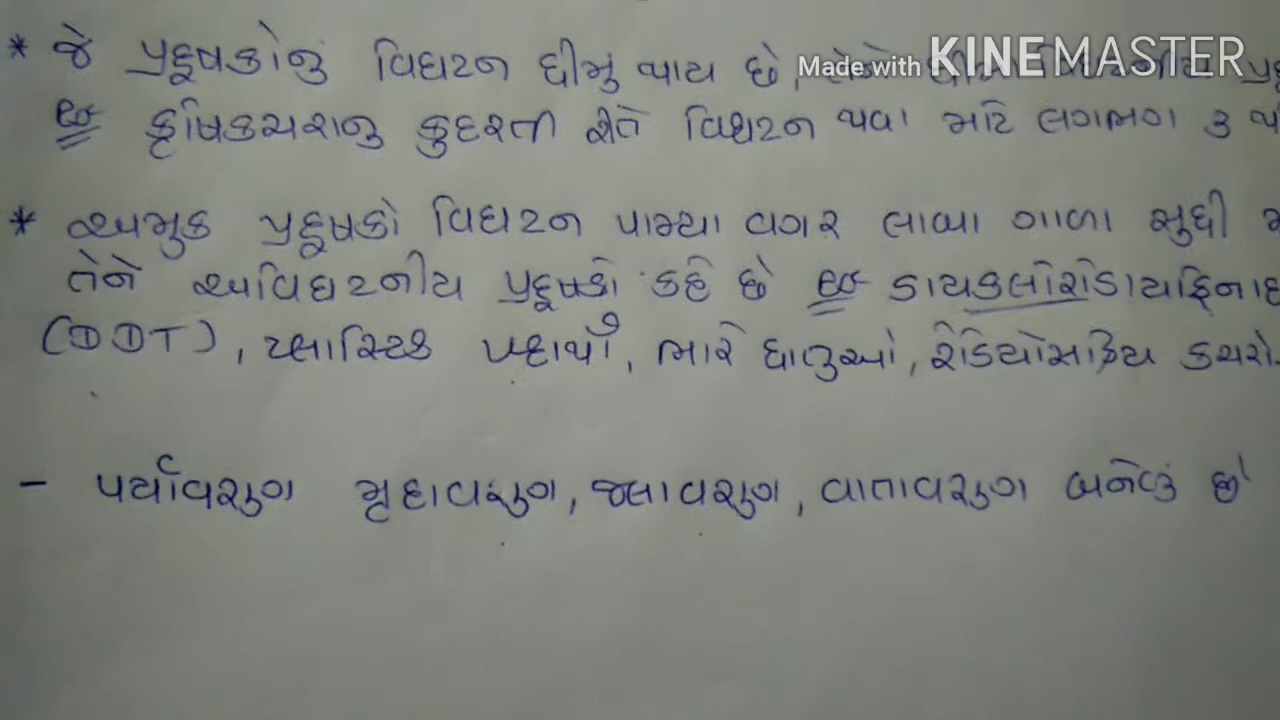 * જે પ્રદૂષકોનુ વિઘટન ધીમુ થાય છે, Made with KINEMASTER
દા.ત કૃષિકચરાનુ કુદરતી રીતે વિઘટન થવા માટે લગભગ ૩
* અમુક પ્રદૂષકો વિઘટન પામ્યા વગર લાંબા ગાળા સુધી
તેને અવિઘટનીય પ્રદૂષકો કહે છે દા.ત ડાયક્લોરોડાયફિનાઇ
(DDT), પ્લાસ્ટિક પદાર્થો, ભારે ધાતુઓ, રેડિયોસક્રિય કચરો
- પર્યાવરણ મૃદાવરણ, જલાવરણ, વાતાવરણ બનેલું છે